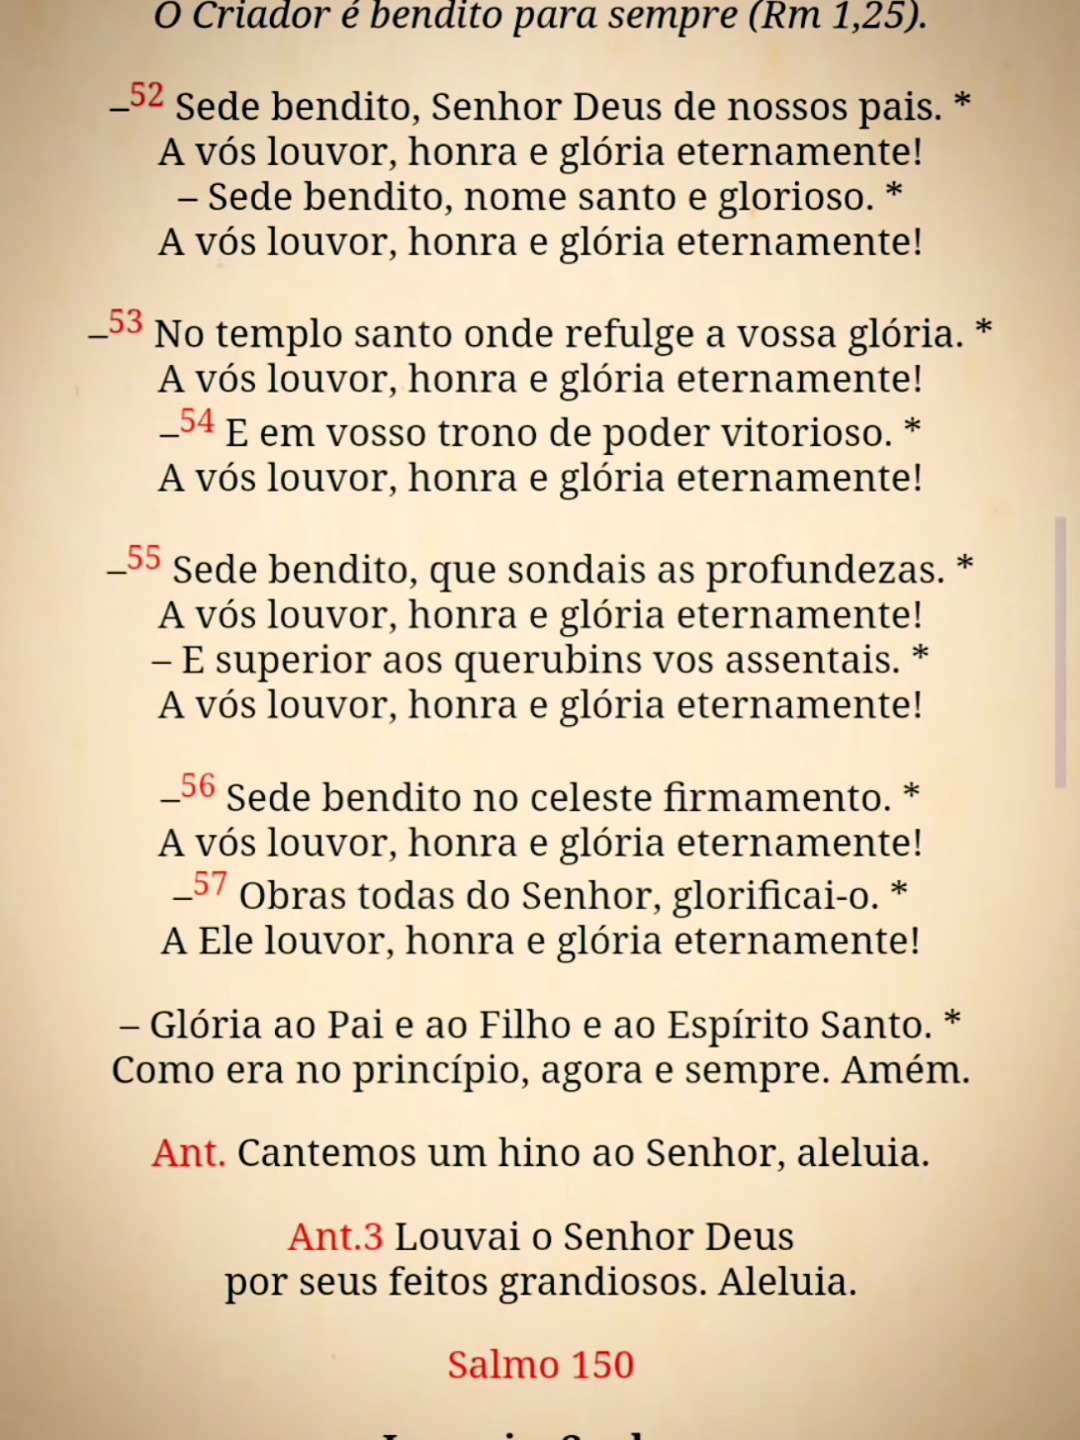 O Criador é bendito para sempre (Rm 1,25).
–52 Sede bendito, Senhor Deus de nossos pais. *
A vós louvor, honra e glória eternamente!
– Sede bendito, nome santo e glorioso. *
A vós louvor, honra e glória eternamente!
–53 No templo santo onde refulge a vossa glória. *
A vós louvor, honra e glória eternamente!
–54 E em vosso trono de poder vitorioso. *
A vós louvor, honra e glória eternamente!
–55 Sede bendito, que sondais as profundezas. *
A vós louvor, honra e glória eternamente!
– E superior aos querubins vos assentais. *
A vós louvor, honra e glória eternamente!
–56 Sede bendito no celeste firmamento. *
A vós louvor, honra e glória eternamente!
–57 Obras todas do Senhor, glorificai-o. *
A Ele louvor, honra e glória eternamente!
– Glória ao Pai e ao Filho e ao Espírito Santo. *
Como era no princípio, agora e sempre. Amém.
Ant. Cantemos um hino ao Senhor, aleluia.
Ant.3 Louvai o Senhor Deus
por seus feitos grandiosos. Aleluia.
Salmo 150